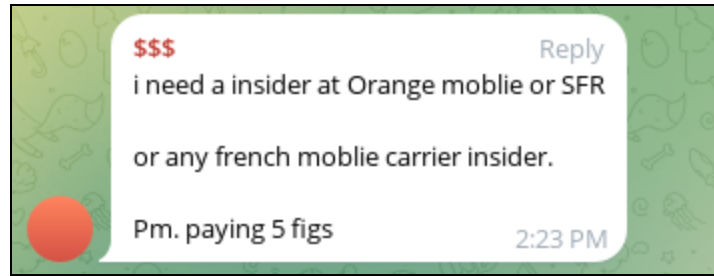 $$$
Reply
i need a insider at Orange moblie or SFR
or any french moblie carrier insider.
Pm. paying 5 figs
2:23 PM